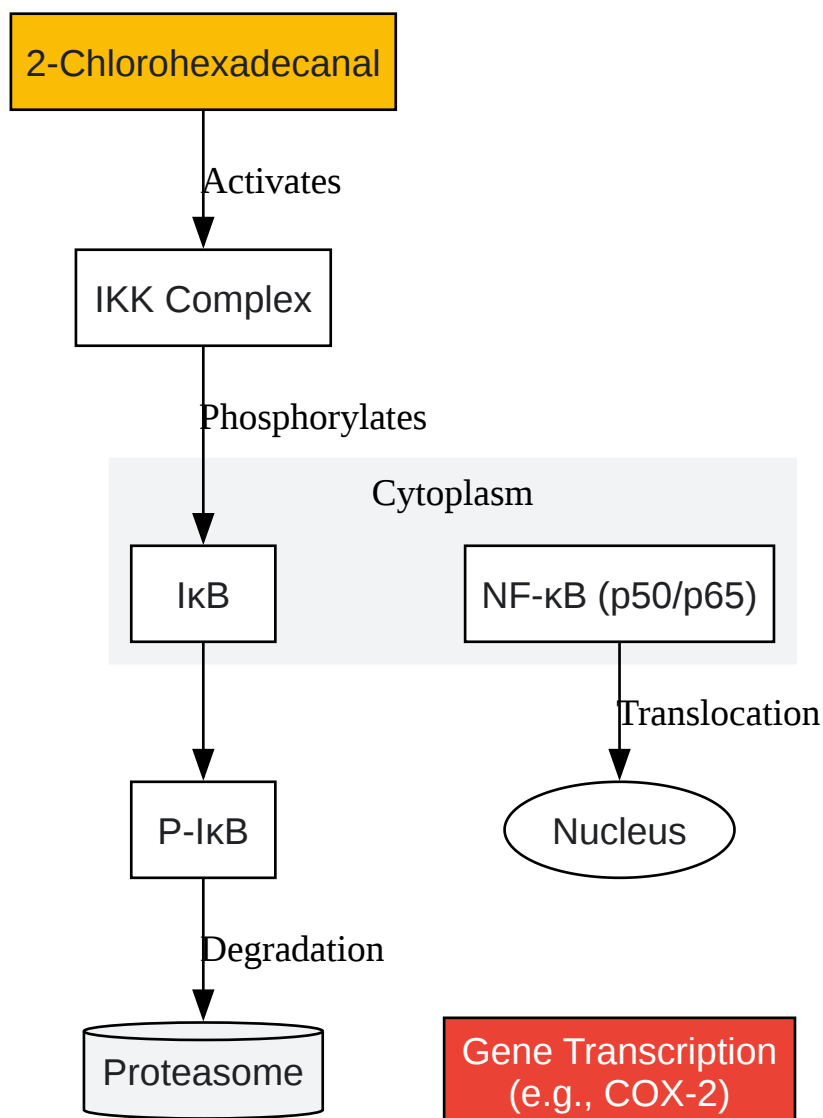 2-Chlorohexadecanal
Activates
IKK Complex
Phosphorylates
Cytoplasm
IκB
NF-κB (p50/p65)
Translocation
P-IκB
Nucleus
Degradation
Proteasome
Gene Transcription
(e.g., COX-2)